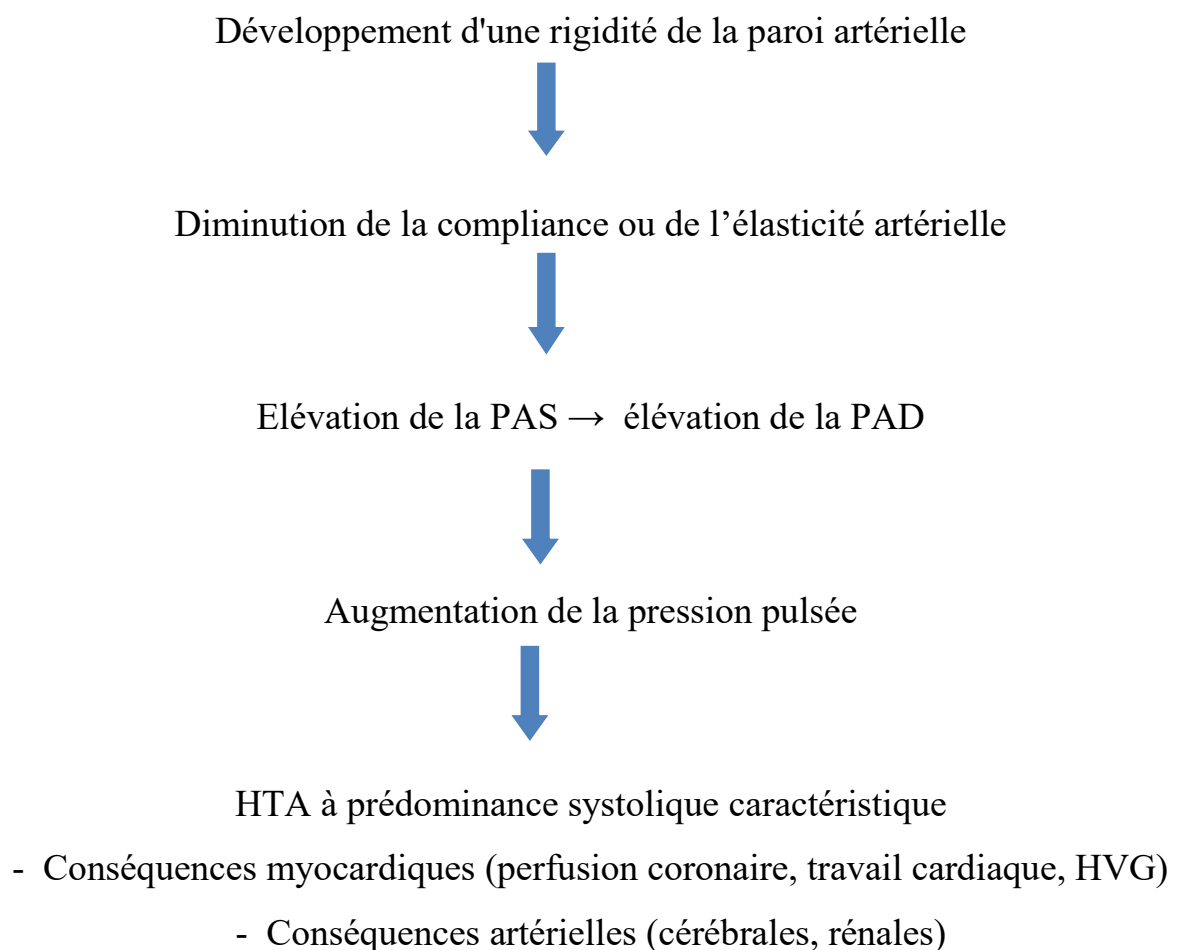 Développement d'une rigidité de la paroi artérielle
Diminution de la compliance ou de l’élasticité artérielle
Elévation de la PAS → élévation de la PAD
Augmentation de la pression pulsée
HTA à prédominance systolique caractéristique
- Conséquences myocardiques (perfusion coronaire, travail cardiaque, HVG)
- Conséquences artérielles (cérébrales, rénales)